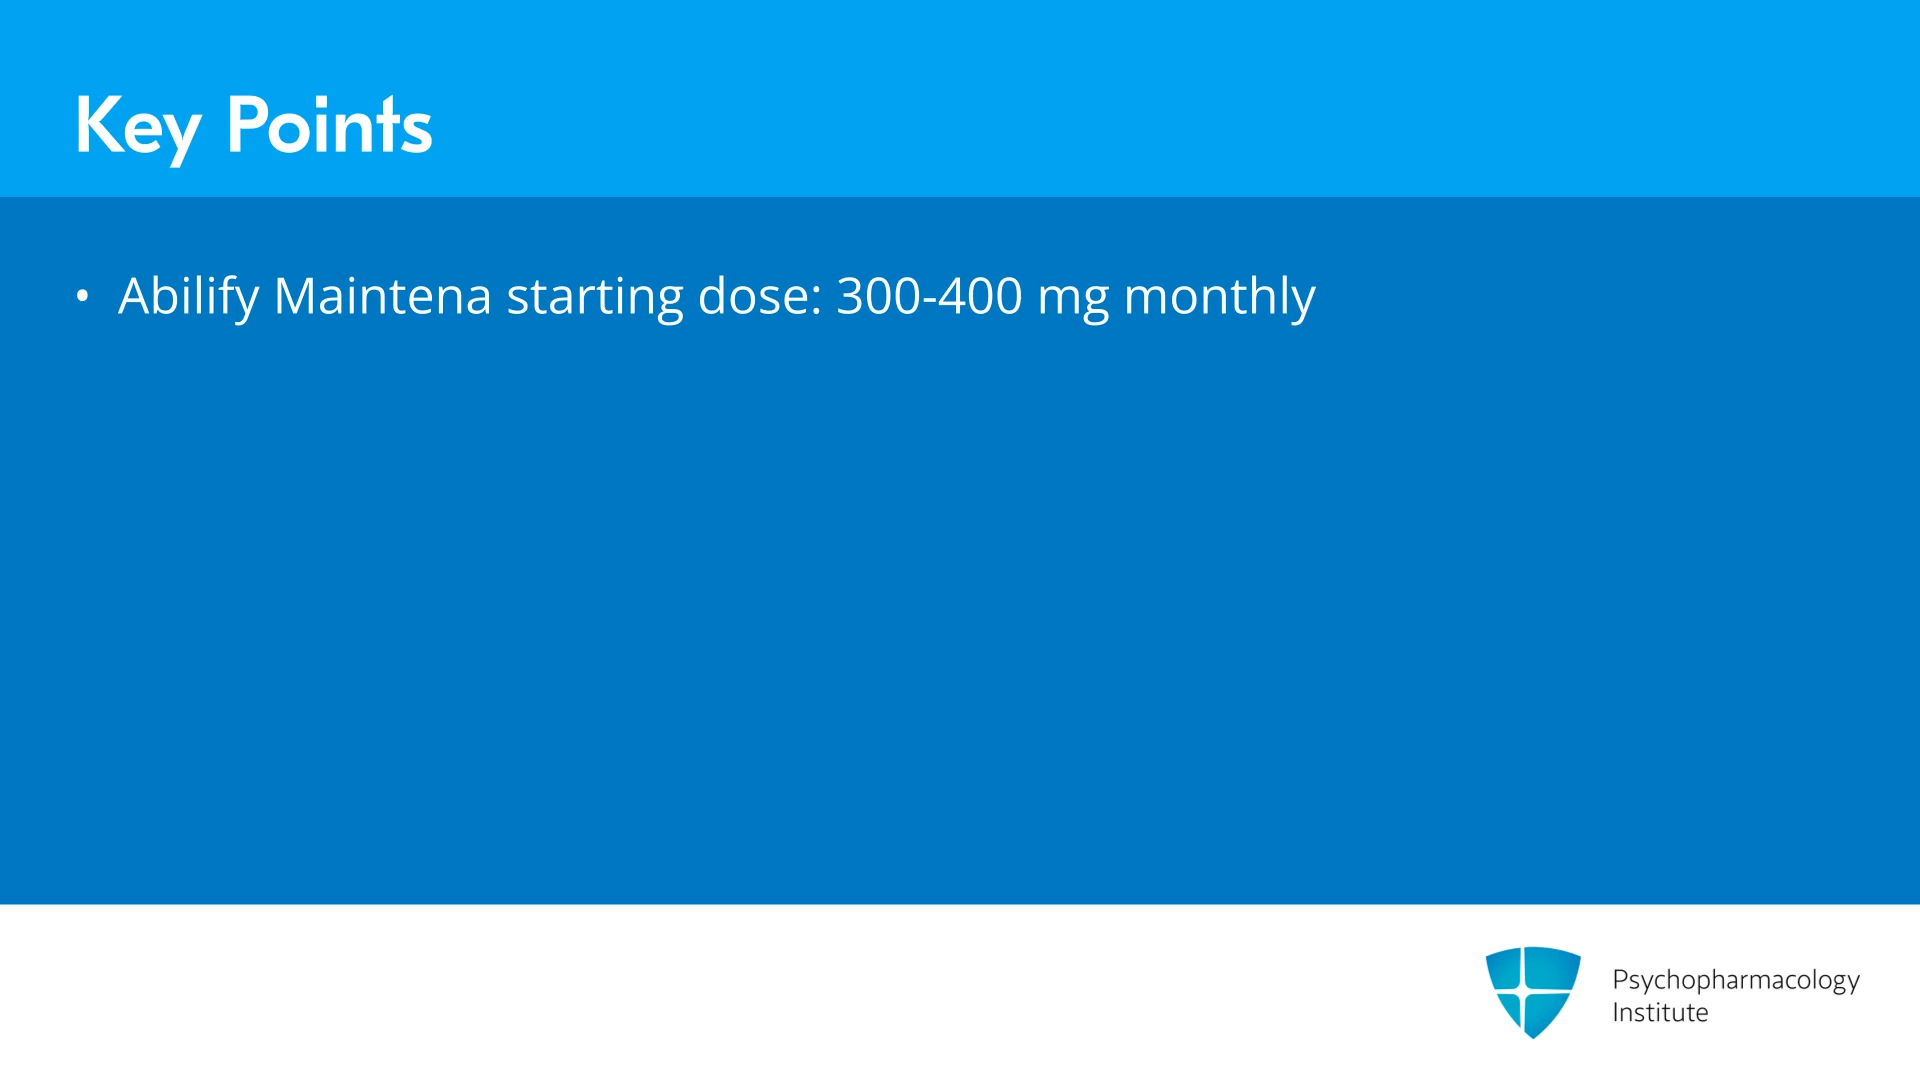 Key Points
• Abilify Maintena starting dose: 300-400 mg monthly
Psychopharmacology
Institute